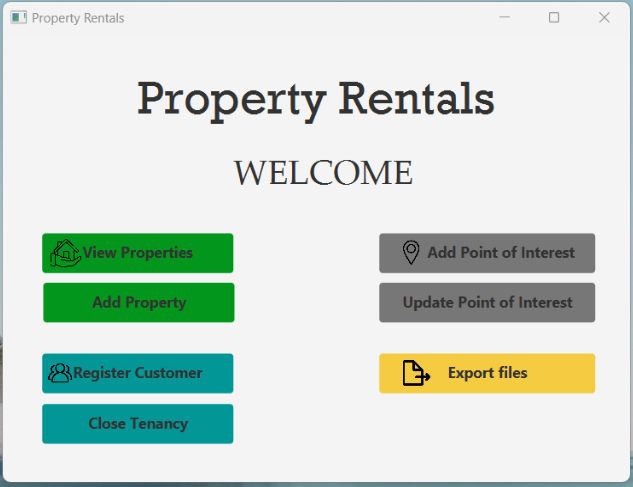 Property Rentals
Property Rentals
WELCOME
View Properties
Add Property
Register Customer
Close Tenancy
Add Point of Interest
Update Point of Interest
Export files